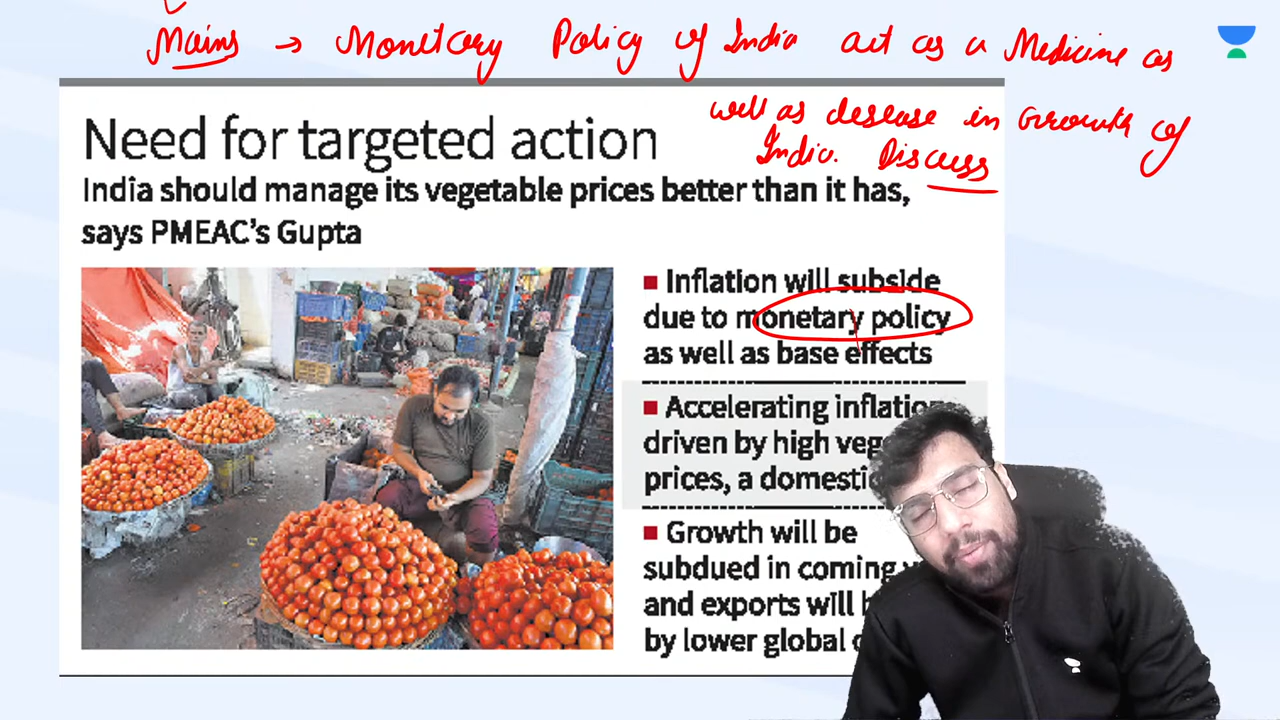 Mains → Monetary Policy of India act as a Medicine as
well as desease in Growth of
India. Discuss
Need for targeted action
India should manage its vegetable prices better than it has,
says PMEAC's Gupta
■ Inflation will subside
due to monetary policy
as well as base effects
■ Accelerating inflation
driven by high
prices, a
■ Growth will be
subdued in coming
and exports will
by lower global